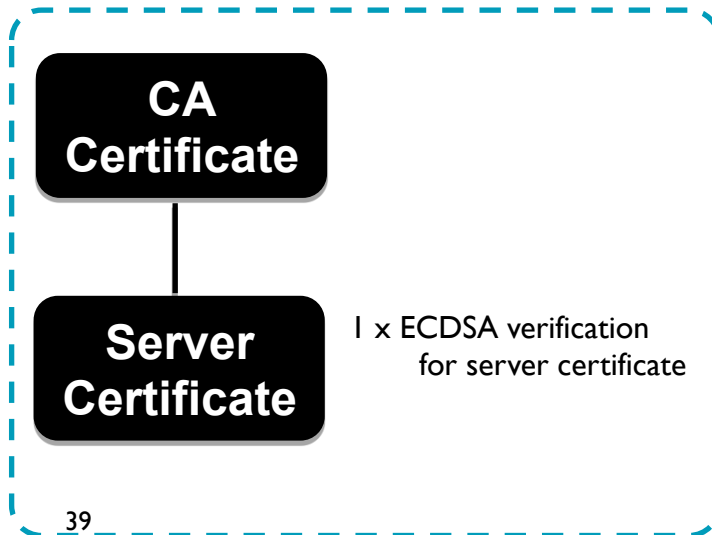 CA
Certificate
Server
Certificate
1 x ECDSA verification
for server certificate
39